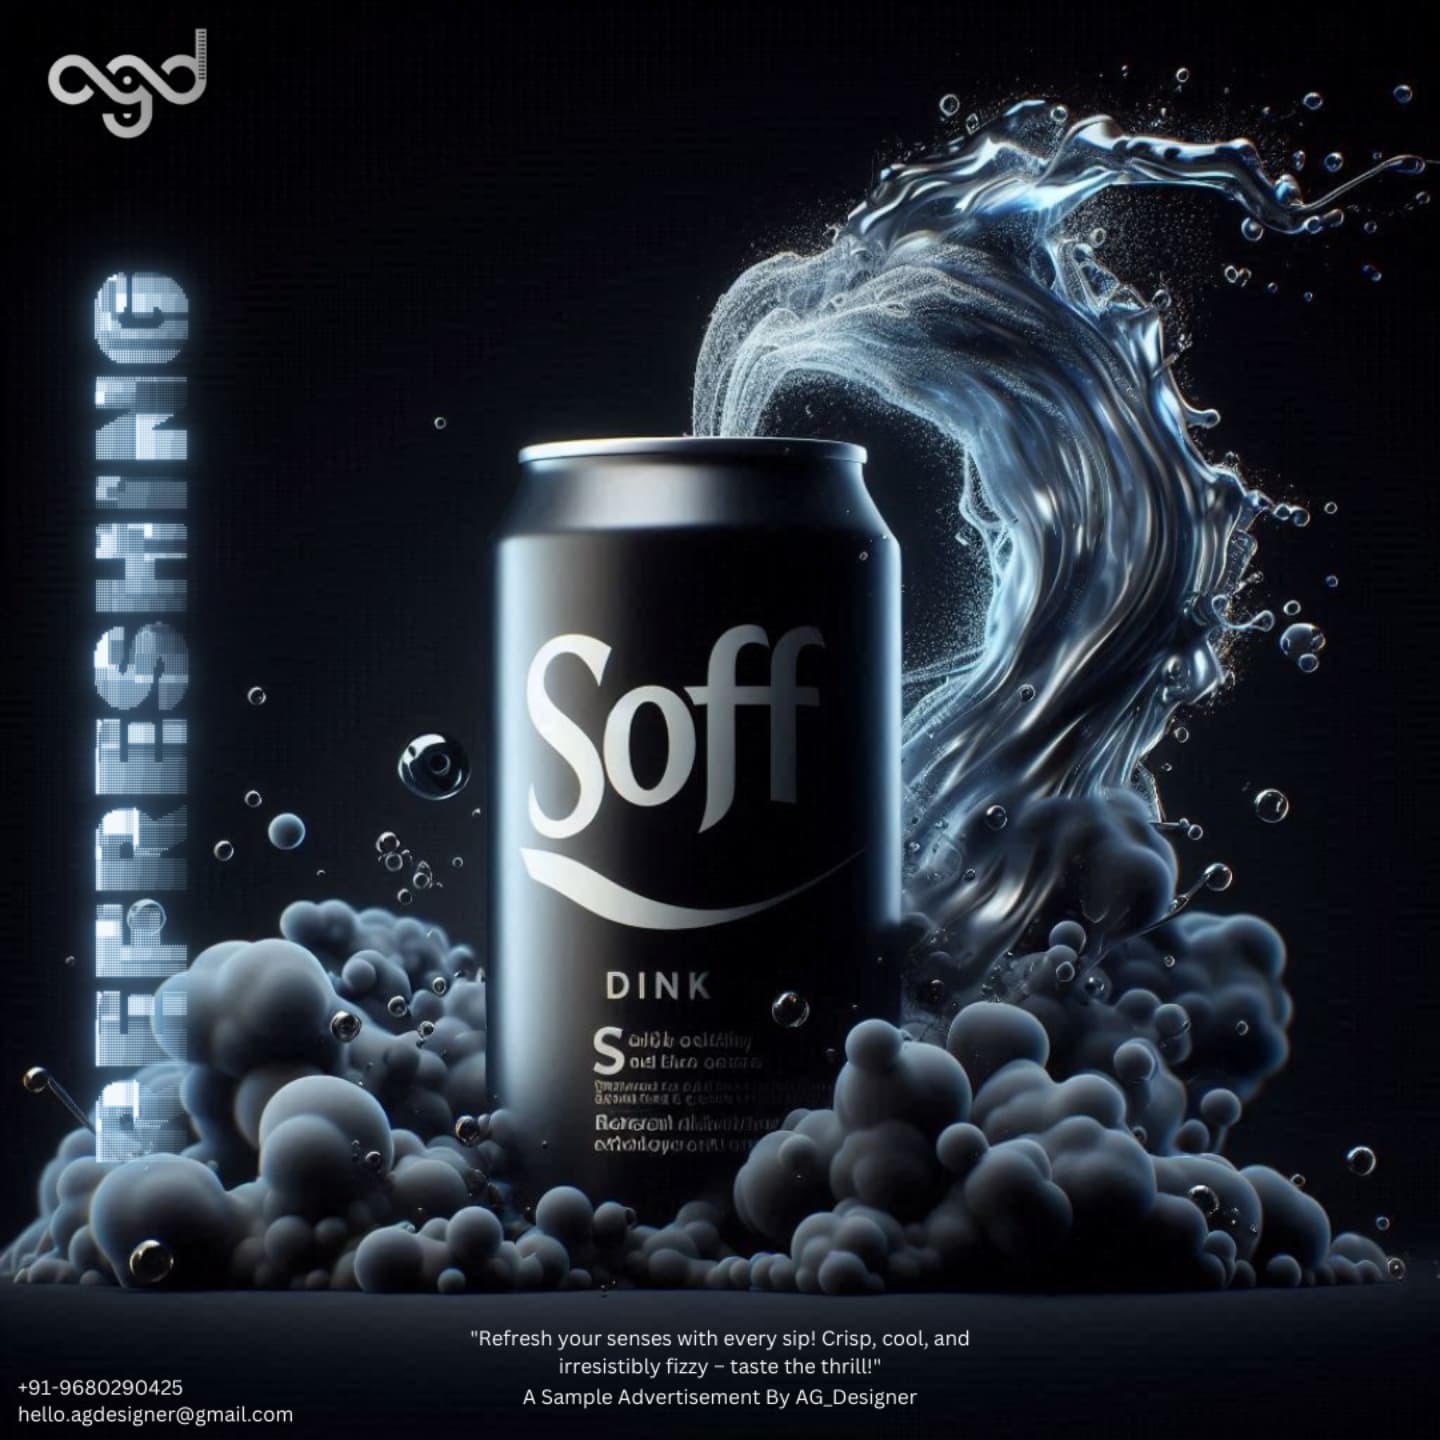 agd
REFRESHING
Soff
DINK
"Refresh your senses with every sip! Crisp, cool, and
irresistibly fizzy – taste the thrill!"
A Sample Advertisement By AG_Designer
+91-9680290425
hello.agdesigner@gmail.com